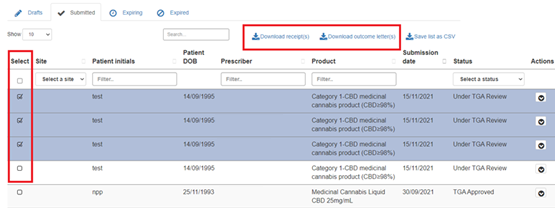 Drafts Submitted Expiring Expired
Show 16 Search... Download receipt(s) Download outcome letter(s) Save list as CSV
Select Site Patient initials Patient DOB Prescriber Product Submission date Status Actions
Select a site Filter.. Filter.. Filter.. Select a status
test 14/09/1995 Category 1-CBD medicinal 15/11/2021 Under TGA Review
cannabis product (CBD≥98%)
test 14/09/1995 Category 1-CBD medicinal 15/11/2021 Under TGA Review
cannabis product (CBD≥98%)
test 14/09/1995 Category 1-CBD medicinal 15/11/2021 Under TGA Review
cannabis product (CBD≥98%)
test 14/09/1995 Category 1-CBD medicinal 15/11/2021 Under TGA Review
cannabis product (CBD≥98%)
npp 25/11/1993 Medicinal Cannabis Liquid 30/09/2021 TGA Approved
CBD 25mg/mL